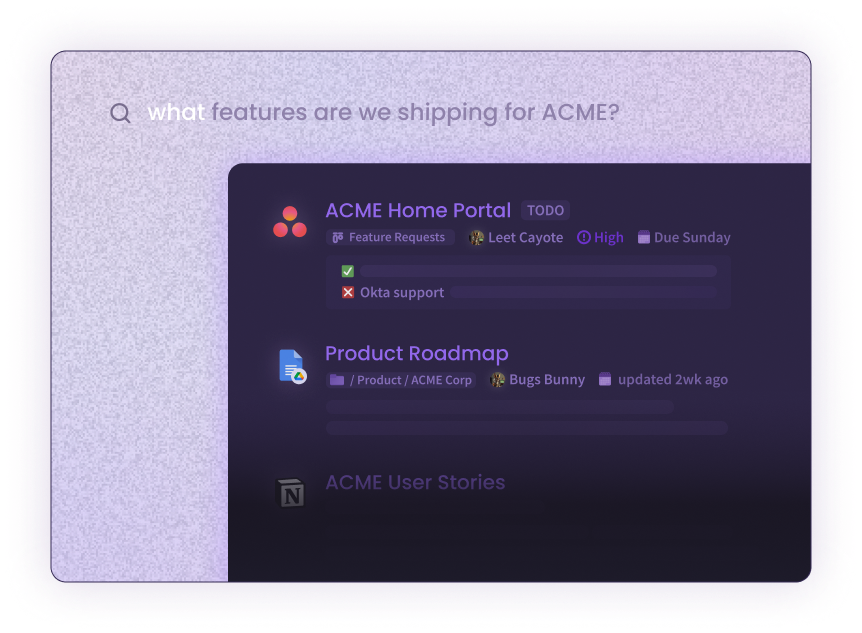 what features are we shipping for ACME?
ACME Home Portal TODO
Feature Requests Leet Cayote High Due Sunday
Okta support
Product Roadmap
/ Product / ACME Corp Bugs Bunny updated 2wk ago
N ACME User Stories